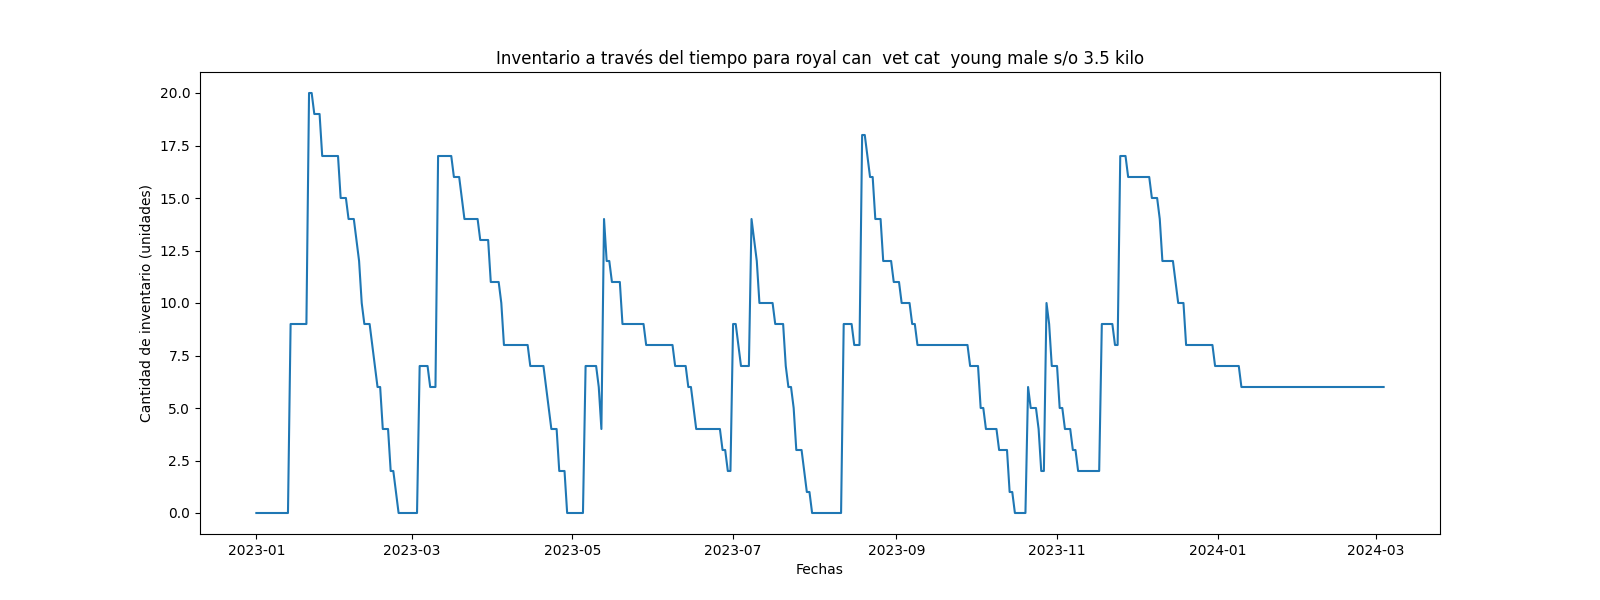 Inventario a través del tiempo para royal can  vet cat  young male s/o 3.5 kilo
Cantidad de inventario (unidades)
20.0
17.5
15.0
12.5
10.0
7.5
5.0
2.5
0.0
2023-01 2023-03 2023-05 2023-07 2023-09 2023-11 2024-01 2024-03
Fechas